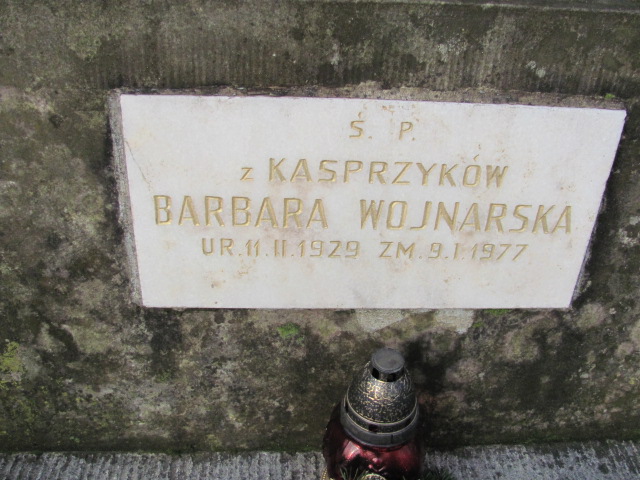 Ś. P.
z KASPRZYKÓW
BARBARA WOJNARSKA
UR.11.II.1929 ZM.9.I.1977